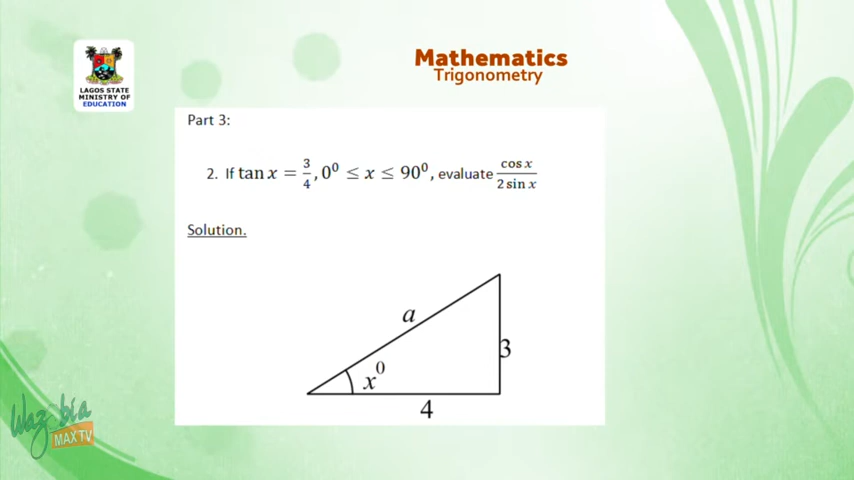 Mathematics
Trigonometry
LAGOS STATE
MINISTRY OF
EDUCATION
Part 3:
2. If tan x = 3/4, 0⁰ ≤ x ≤ 90⁰, evaluate cos x / 2 sin x
Solution.
a
3
x⁰
4
Wazobia
MAX TV